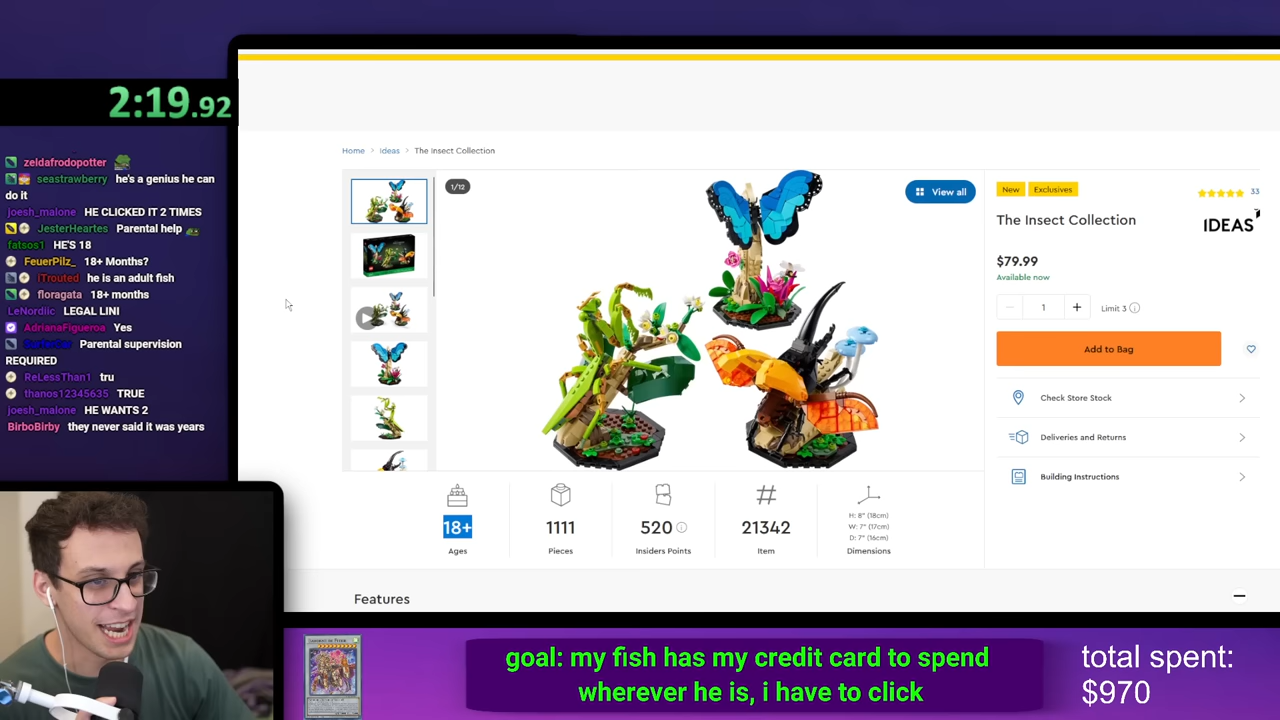 2:19.92
zeldafrodopotter
seastrawberry he's a genius he can
do it
joesh_malone HE CLICKED IT 2 TIMES
JesterHeartes Parental help
fatsos1 HE'S 18
FeuerPilz_ 18+ Months?
iTrouted he is an adult fish
floragata 18+ months
LeNordlic LEGAL LINI
AdrianaFigueroa Yes
Parental supervision
REQUIRED
ReLessThan1 tru
thanos12345635 TRUE
joesh_malone HE WANTS 2
BirboBirby they never said it was years
Home > Ideas > The Insect Collection
1/12
View all
New
Exclusives
33
The Insect Collection
IDEAS
$79.99
Available now
1
Limit 3
Add to Bag
Check Store Stock
Deliveries and Returns
Building Instructions
18+
Ages
1111
Pieces
520
Insiders Points
#
21342
Item
H: 8" (18cm)
W: 7" (17cm)
D: 7" (16cm)
Dimensions
Features
goal: my fish has my credit card to spend
wherever he is, i have to click
total spent:
$970